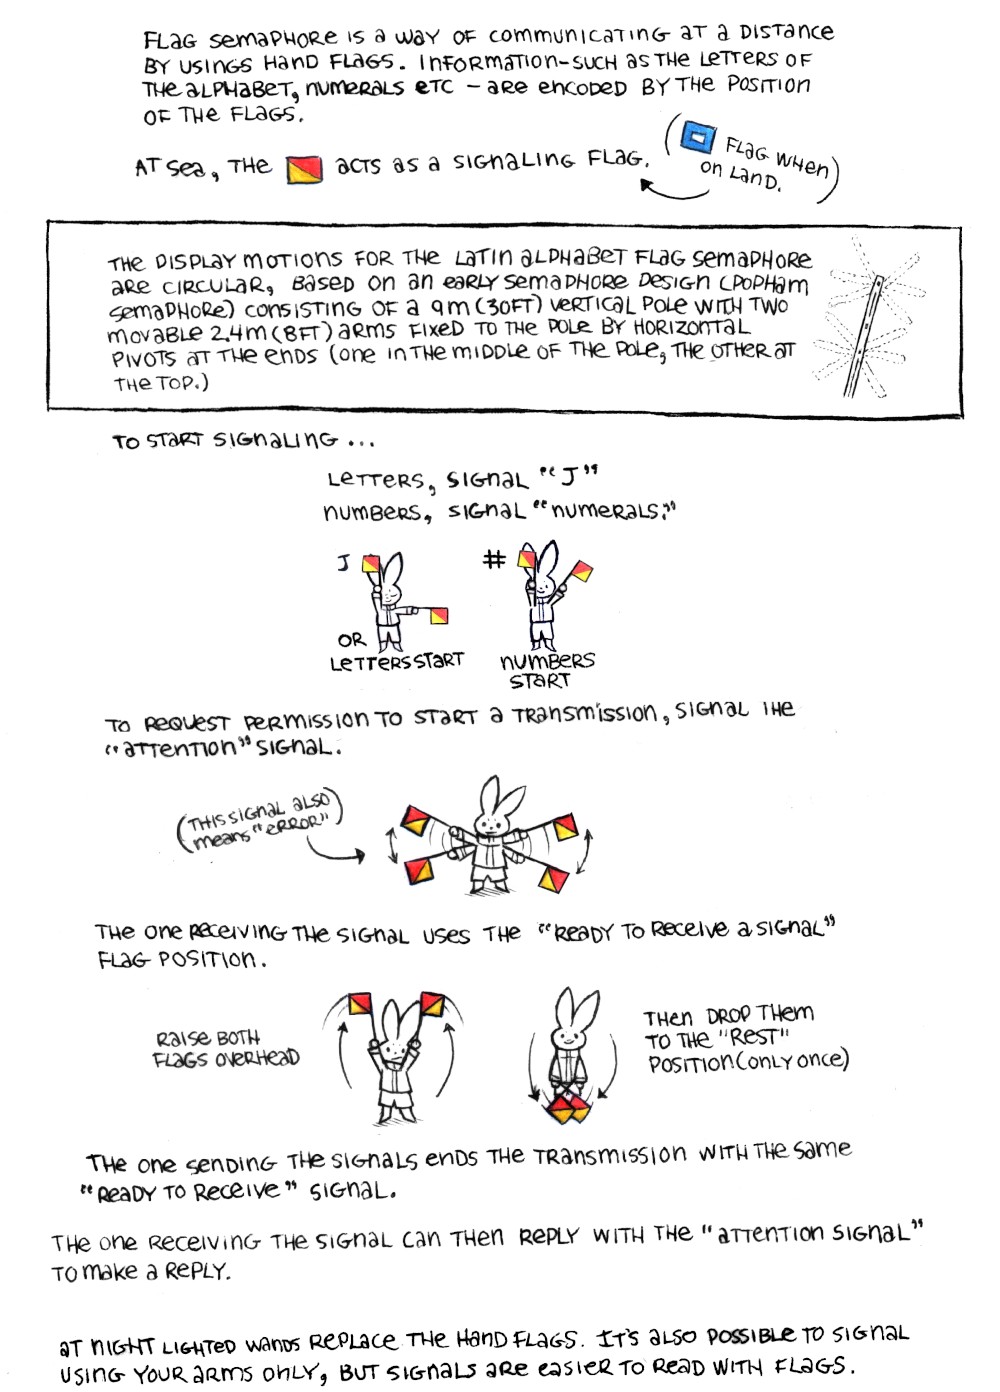 FLAG SEMAPHORE IS A WAY OF COMMUNICATING AT A DISTANCE
BY USINGS HAND FLAGS. INFORMATION-SUCH AS THE LETTERS OF
THE ALPHABET, NUMERALS ETC - ARE ENCODED BY THE POSITION
OF THE FLAGS.
AT SEA, THE ACTS AS A SIGNALING FLAG.
( FLAG WHEN
ON LAND. )
THE DISPLAY MOTIONS FOR THE LATIN ALPHABET FLAG SEMAPHORE
ARE CIRCULAR, BASED ON AN EARLY SEMAPHORE DESIGN (POPHAM
SEMAPHORE) CONSISTING OF A 9M (30FT) VERTICAL POLE WITH TWO
MOVABLE 2.4M (8FT) ARMS FIXED TO THE POLE BY HORIZONTAL
PIVOTS AT THE ENDS (ONE IN THE MIDDLE OF THE POLE, THE OTHER AT
THE TOP.)
TO START SIGNALING ...
LETTERS, SIGNAL "J"
NUMBERS, SIGNAL "NUMERALS."
J
OR
LETTERS START
#
NUMBERS
START
TO REQUEST PERMISSION TO START A TRANSMISSION, SIGNAL THE
"ATTENTION" SIGNAL.
(THIS SIGNAL ALSO
MEANS "ERROR")
THE ONE RECEIVING THE SIGNAL USES THE "READY TO RECEIVE A SIGNAL"
FLAG POSITION.
RAISE BOTH
FLAGS OVERHEAD
THEN DROP THEM
TO THE "REST"
POSITION (ONLY ONCE)
THE ONE SENDING THE SIGNALS ENDS THE TRANSMISSION WITH THE SAME
"READY TO RECEIVE" SIGNAL.
THE ONE RECEIVING THE SIGNAL CAN THEN REPLY WITH THE "ATTENTION SIGNAL"
TO MAKE A REPLY.
AT NIGHT LIGHTED WANDS REPLACE THE HAND FLAGS. IT'S ALSO POSSIBLE TO SIGNAL
USING YOUR ARMS ONLY, BUT SIGNALS ARE EASIER TO READ WITH FLAGS.